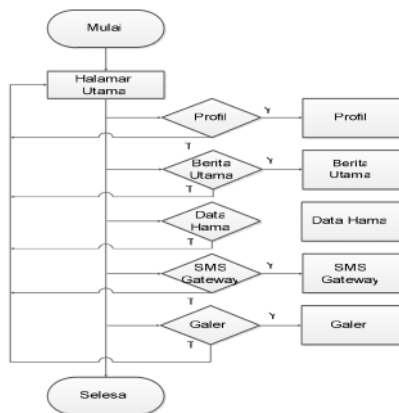 Mulai
Halamar
Utama
Profil
Y
Profil
T
Berita
Utama
Y
Berita
Utama
T
Data
Hama
Data Hama
T
SMS
Gateway
Y
SMS
Gateway
T
Galer
Y
Galer
T
Selesa